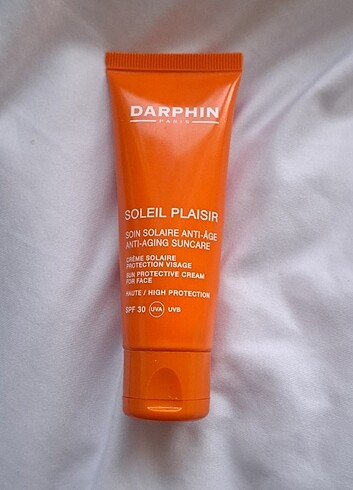 DARPHIN
PARIS
SOLEIL PLAISIR
SOIN SOLAIRE ANTI-ÂGE
ANTI-AGING SUNCARE
CRÈME SOLAIRE
PROTECTION VISAGE
SUN PROTECTIVE CREAM
FOR FACE
HAUTE / HIGH PROTECTION
SPF 30 UVA UVB